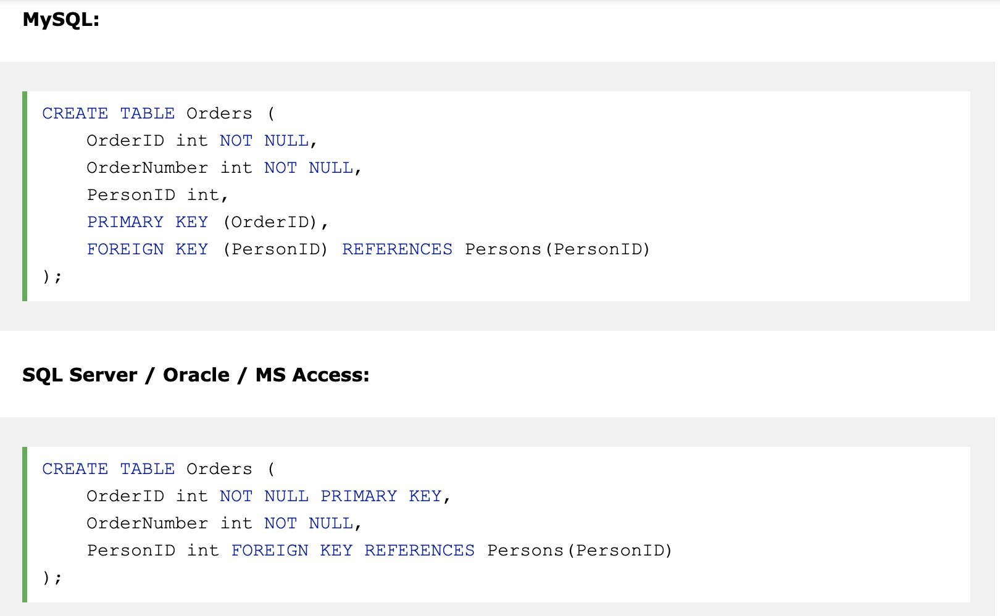 MySQL:
CREATE TABLE Orders (
    OrderID int NOT NULL,
    OrderNumber int NOT NULL,
    PersonID int,
    PRIMARY KEY (OrderID),
    FOREIGN KEY (PersonID) REFERENCES Persons(PersonID)
);
SQL Server / Oracle / MS Access:
CREATE TABLE Orders (
    OrderID int NOT NULL PRIMARY KEY,
    OrderNumber int NOT NULL,
    PersonID int FOREIGN KEY REFERENCES Persons(PersonID)
);